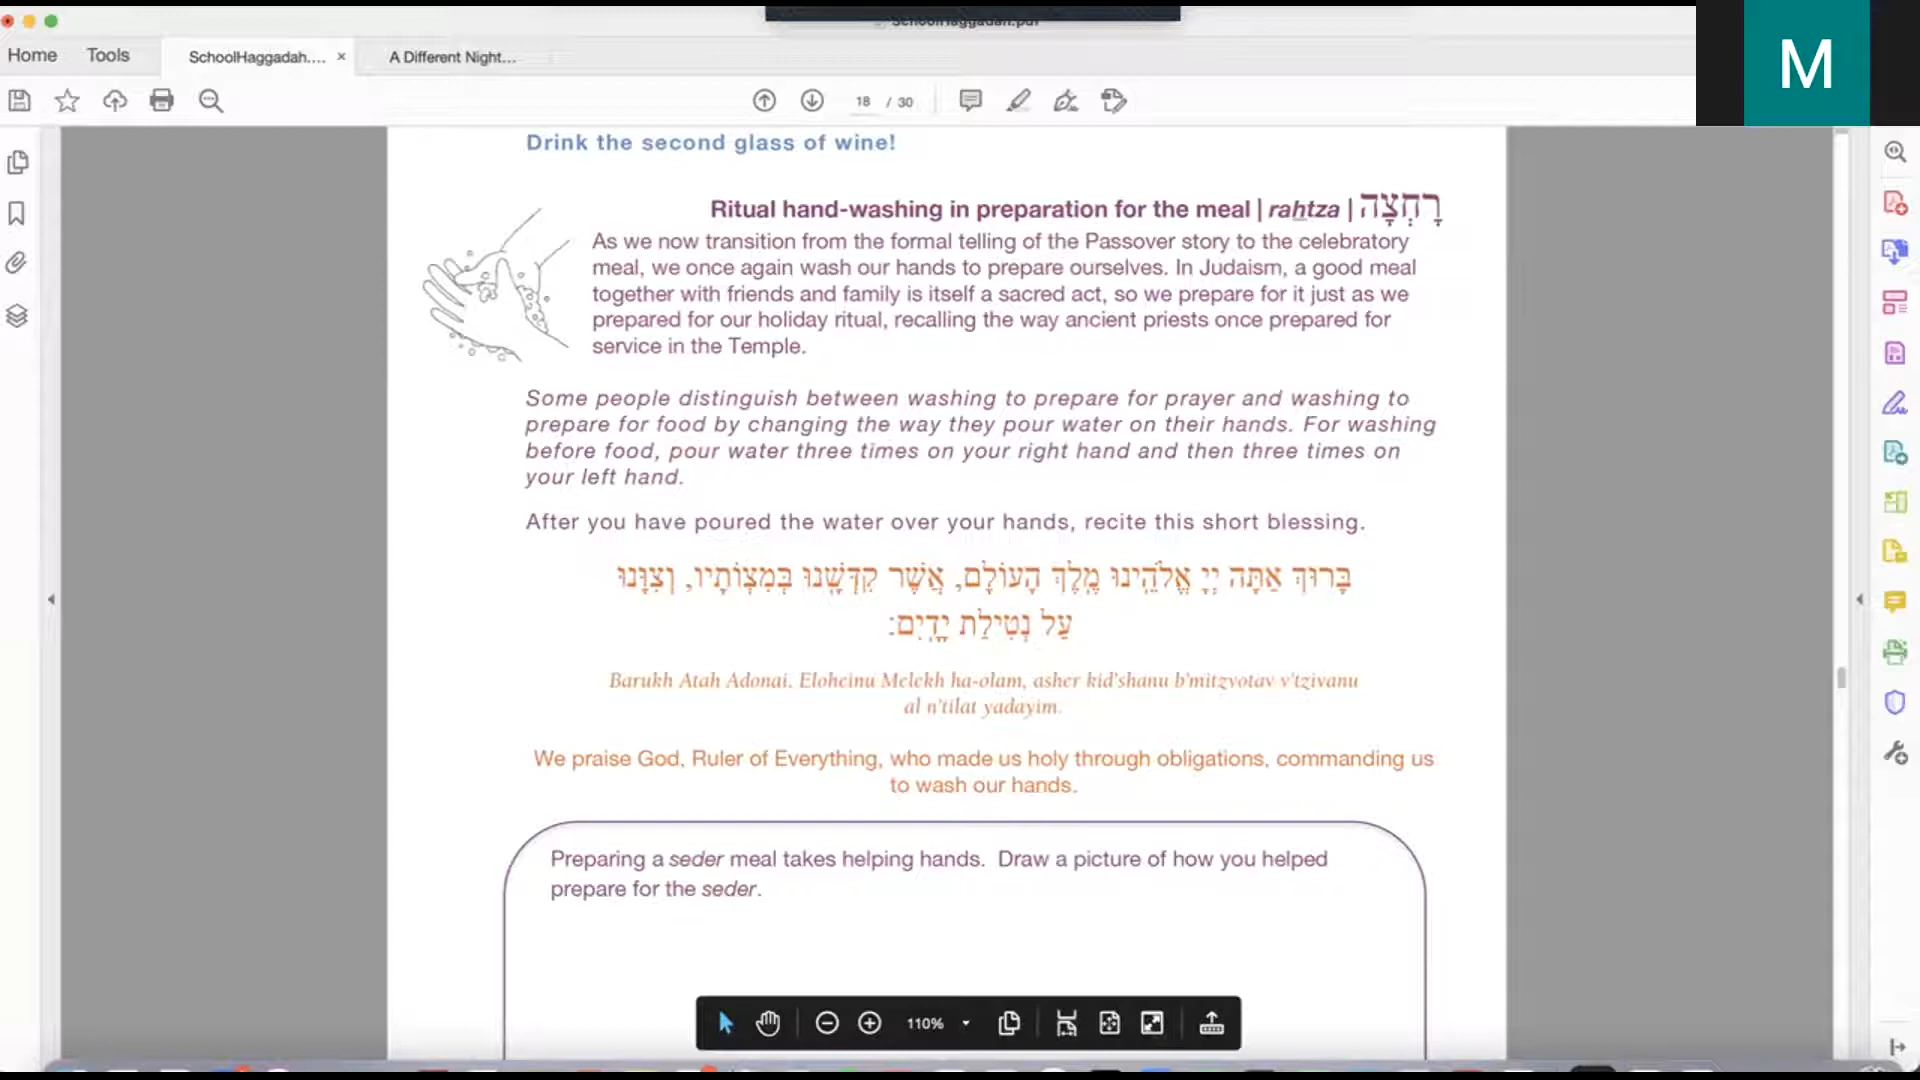 SchoolHaggadah.pdf
M
Home
Tools
SchoolHaggadah.... ×
A Different Night...
18 / 30
Drink the second glass of wine!
Ritual hand-washing in preparation for the meal | rahtza | רָחְצָה
As we now transition from the formal telling of the Passover story to the celebratory
meal, we once again wash our hands to prepare ourselves. In Judaism, a good meal
together with friends and family is itself a sacred act, so we prepare for it just as we
prepared for our holiday ritual, recalling the way ancient priests once prepared for
service in the Temple.
Some people distinguish between washing to prepare for prayer and washing to
prepare for food by changing the way they pour water on their hands. For washing
before food, pour water three times on your right hand and then three times on
your left hand.
After you have poured the water over your hands, recite this short blessing.
בָּרוּךְ אַתָּה יְיָ אֱלֹהֵֽינוּ מֶֽלֶךְ הָעוֹלָם, אֲשֶׁר קִדְּשָֽׁנוּ בְּמִצְוֹתָיו, וְצִוָּֽנוּ
עַל נְטִילַת יָדָֽיִם:
Barukh Atah Adonai, Eloheinu Melekh ha-olam, asher kid'shanu b'mitzvotav v'tzivanu
al n'tilat yadayim.
We praise God, Ruler of Everything, who made us holy through obligations, commanding us
to wash our hands.
Preparing a seder meal takes helping hands.  Draw a picture of how you helped
prepare for the seder.
110%